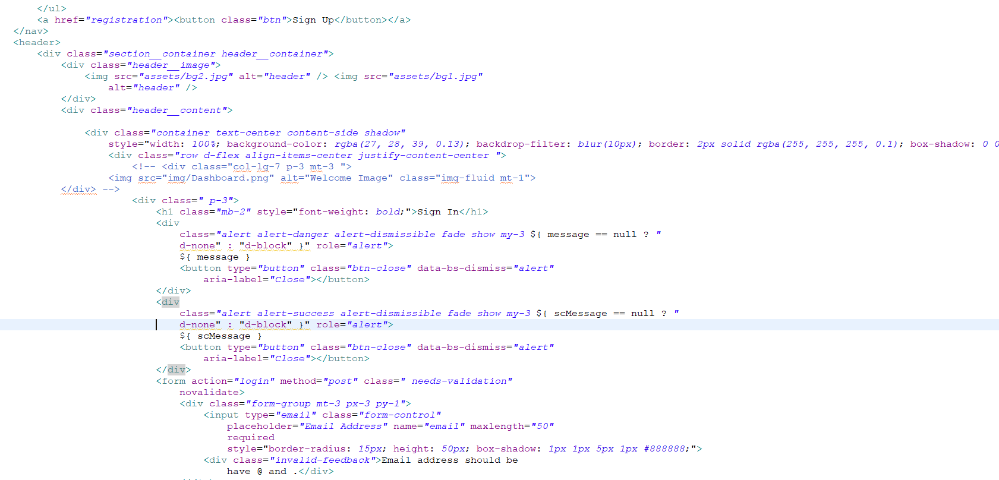 </ul>
<a href="registration"><button class="btn">Sign Up</button></a>
</nav>
<header>
<div class="section__container header__container">
<div class="header__image">
<img src="assets/bg2.jpg" alt="header" /> <img src="assets/bg1.jpg"
alt="header" />
</div>
<div class="header__content">
<div class="container text-center content-side shadow"
style="width: 100%; background-color: rgba(27, 28, 39, 0.13); backdrop-filter: blur(10px); border: 2px solid rgba(255, 255, 255, 0.1); box-shadow: 0 0
<div class="row d-flex align-items-center justify-content-center ">
<!-- <div class="col-lg-7 p-3 mt-3 ">
<img src="img/Dashboard.png" alt="Welcome Image" class="img-fluid mt-1">
</div> -->
<div class=" p-3">
<h1 class="mb-2" style="font-weight: bold;">Sign In</h1>
<div
class="alert alert-danger alert-dismissible fade show my-3 ${ message == null ? "
d-none" : "d-block" }" role="alert">
${ message }
<button type="button" class="btn-close" data-bs-dismiss="alert"
aria-label="Close"></button>
</div>
<div
class="alert alert-success alert-dismissible fade show my-3 ${ scMessage == null ? "
d-none" : "d-block" }" role="alert">
${ scMessage }
<button type="button" class="btn-close" data-bs-dismiss="alert"
aria-label="Close"></button>
</div>
<form action="login" method="post" class=" needs-validation"
novalidate>
<div class="form-group mt-3 px-3 py-1">
<input type="email" class="form-control"
placeholder="Email Address" name="email" maxlength="50"
required
style="border-radius: 15px; height: 50px; box-shadow: 1px 1px 5px 1px #888888;">
<div class="invalid-feedback">Email address should be
have @ and .</div>